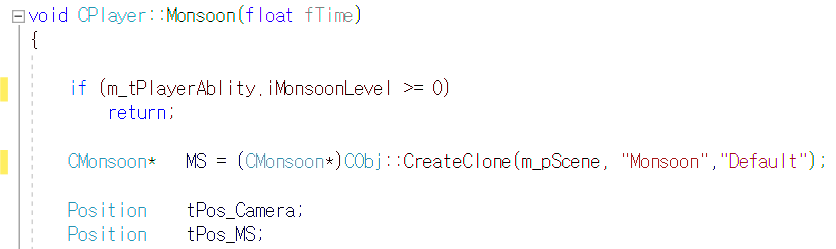 void CPlayer::Monsoon(float fTime)
{
if (m_tPlayerAblity.iMonsoonLevel >= 0)
return;
CMonsoon* MS = (CMonsoon*)CObj::CreateClone(m_pScene, "Monsoon","Default");
Position tPos_Camera;
Position tPos_MS;